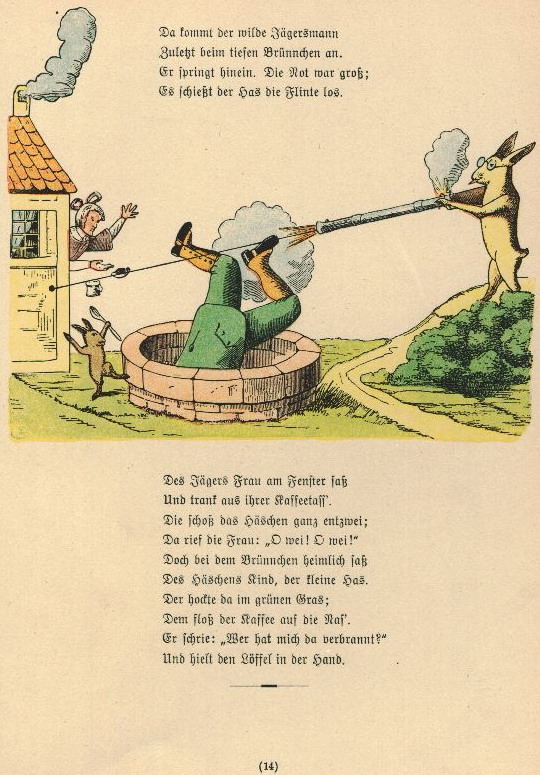 Da kommt der wilde Jägersmann
Zuletzt beim tiefen Brünnchen an.
Er springt hinein. Die Not war groß;
Es schießt der Has die Flinte los.
Des Jägers Frau am Fenster saß
Und trank aus ihrer Kaffeetass'.
Die schoß das Häschen ganz entzwei;
Da rief die Frau: „O wei! O wei!“
Doch bei dem Brünnchen heimlich saß
Des Häschens Kind, der kleine Has.
Der hockte da im grünen Gras;
Dem floß der Kaffee auf die Nas'.
Er schrie: „Wer hat mich da verbrannt?“
Und hielt den Löffel in der Hand.
(14)